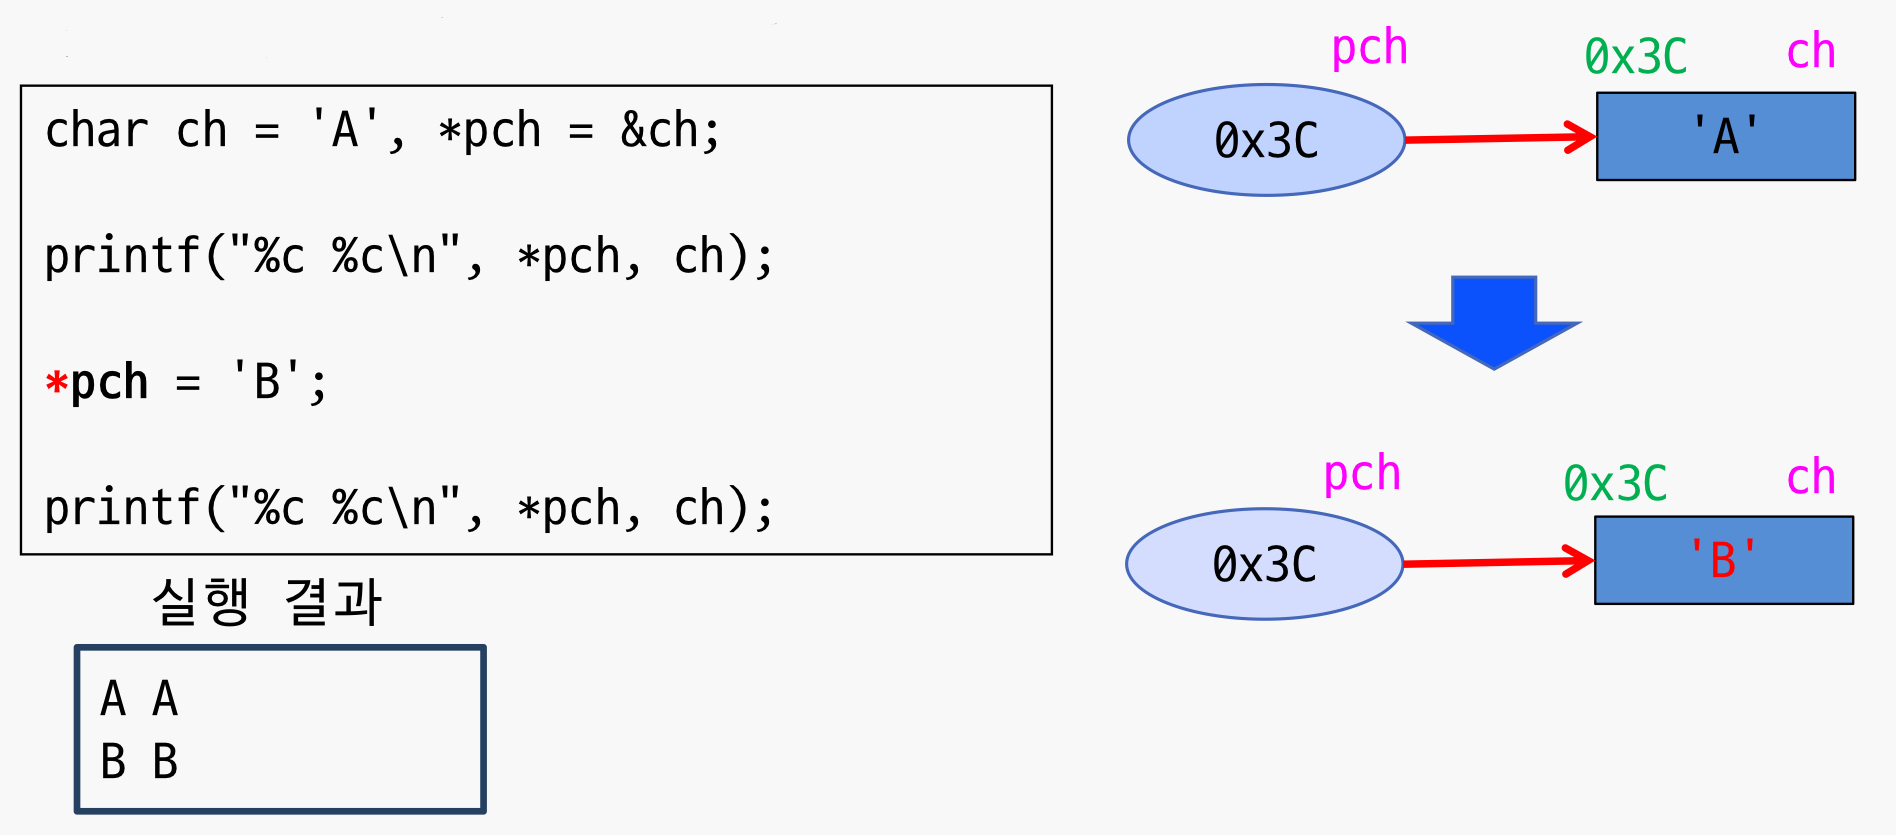 char ch = 'A', *pch = &ch;
printf("%c %c\n", *pch, ch);
*pch = 'B';
printf("%c %c\n", *pch, ch);
실행 결과
A A
B B
pch
0x3C
ch
0x3C
'A'
pch
0x3C
ch
0x3C
'B'